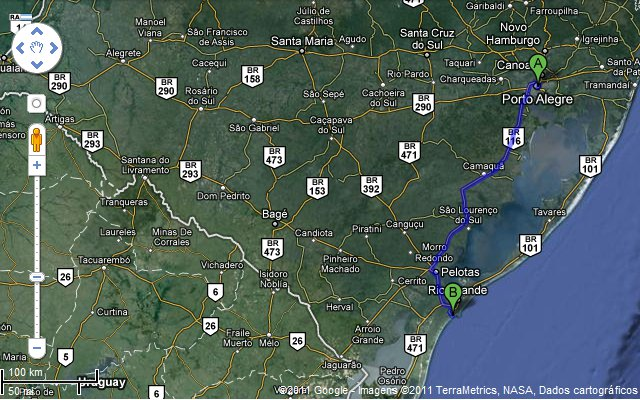 Júlio de
Castilhos
Garibaldi
Farroupilha
Manoel
Viana
São Francisco
de Assis
Novo
Hamburgo
Igrejinha
Alegrete
Santa Maria
Agudo
Santa Cruz
do Sul
Taquari
Canoa
Santo A
da Pat
BR
290
Cacequi
BR
158
Rio Pardo
Charqueadas
A
Tramandaí
BR
290
Rosário
do Sul
São Sepé
Cachoeira
do Sul
BR
290
Porto Alegre
Artigas
São Gabriel
Caçapava
do Sul
BR
293
BR
116
BR
473
BR
471
Santana do
Livramento
BR
293
Camaquã
BR
101
Dom Pedrito
BR
153
BR
392
Tranqueras
São Lourenço
do Sul
Tavares
Bagé
Laureles
Minas De
Corrales
Candiota
Piratini
Canguçu
BR
101
BR
473
Morro
Redondo
Tacuarembó
Vichadero
Pinheiro
Machado
26
Isidoro
Noblia
Pelotas
Cerrito
6
Rio Grande
B
Curtina
Herval
Fraile
Muerto
Melo
26
Arroio
Grande
6
BR
471
5
26
Jaguarão
Pedro
Osório
100 km
50 mi
Uruguay
©2011 Google - Imagens ©2011 TerraMetrics, NASA, Dados cartográficos